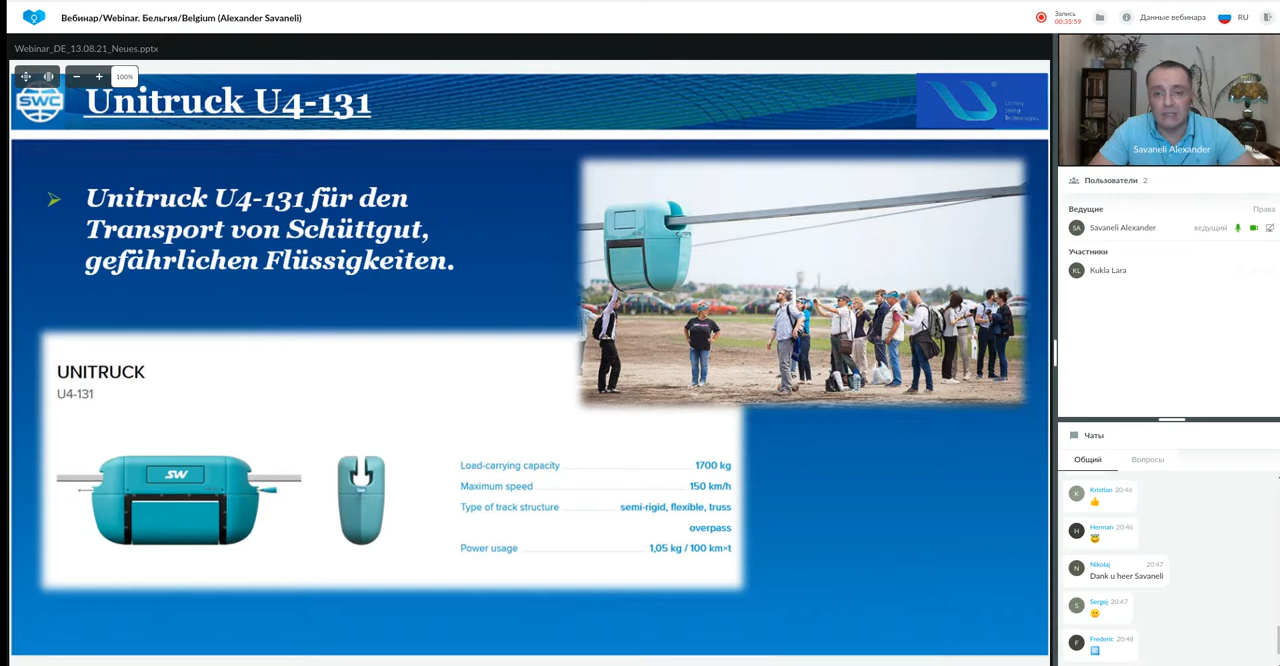 Вебинар/Webinar. Бельгия/Belgium (Alexander Savaneli)
Запись
00:35:59
Данные вебинара
RU
Webinar_DE_13.08.21_Neues.pptx
100%
SWC
Unitruck U4-131
Unitsky
String
Technologies
Unitruck U4-131 für den
Transport von Schüttgut,
gefährlichen Flüssigkeiten.
UNITRUCK
U4-131
SW
Load-carrying capacity 1700 kg
Maximum speed 150 km/h
Type of track structure semi-rigid, flexible, truss
overpass
Power usage 1,05 kg / 100 km×t
Savaneli Alexander
Пользователи 2
Ведущие Права
SA Savaneli Alexander ведущий
Участники
KL Kukla Lara
Чаты
Общий Вопросы
K Kristian 20:46
H Herman 20:46
N Nikolaj 20:47
Dank u heer Savaneli
S Sergej 20:47
F Frederic 20:48